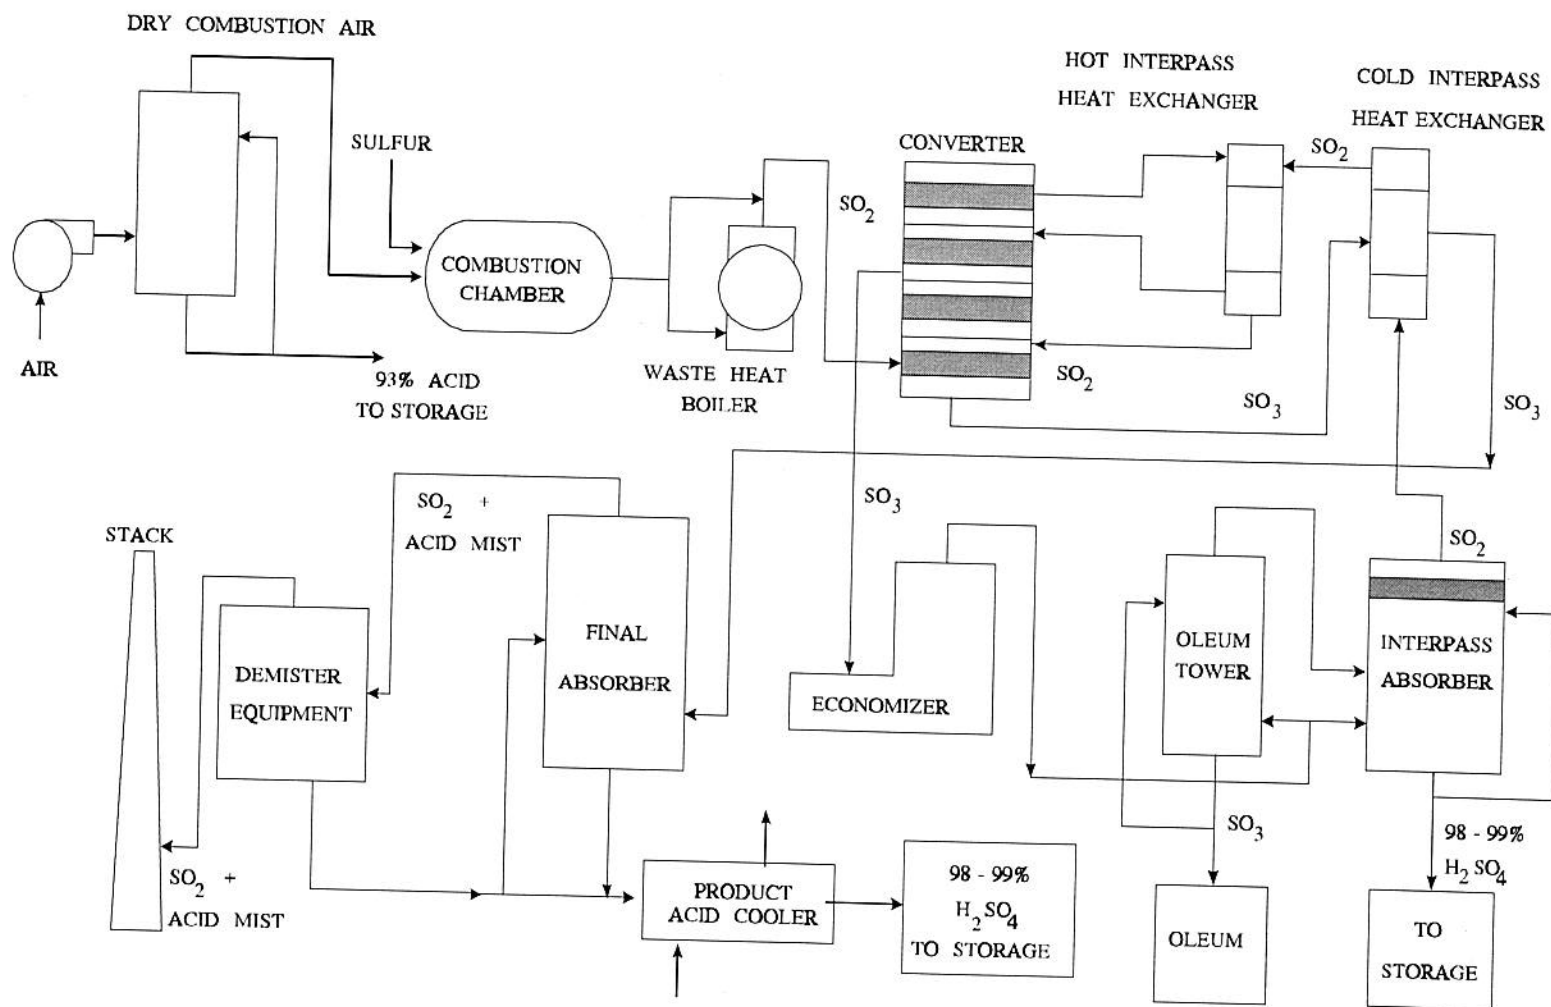 DRY COMBUSTION AIR
HOT INTERPASS
HEAT EXCHANGER
COLD INTERPASS
HEAT EXCHANGER
SULFUR
CONVERTER
SO2
SO2
COMBUSTION
CHAMBER
AIR
93% ACID
TO STORAGE
WASTE HEAT
BOILER
SO2
SO3
SO3
SO2 +
ACID MIST
SO3
STACK
SO2
DEMISTER
EQUIPMENT
FINAL
ABSORBER
ECONOMIZER
OLEUM
TOWER
INTERPASS
ABSORBER
SO3
98 - 99%
H2SO4
SO2 +
ACID MIST
PRODUCT
ACID COOLER
98 - 99%
H2SO4
TO STORAGE
OLEUM
TO
STORAGE